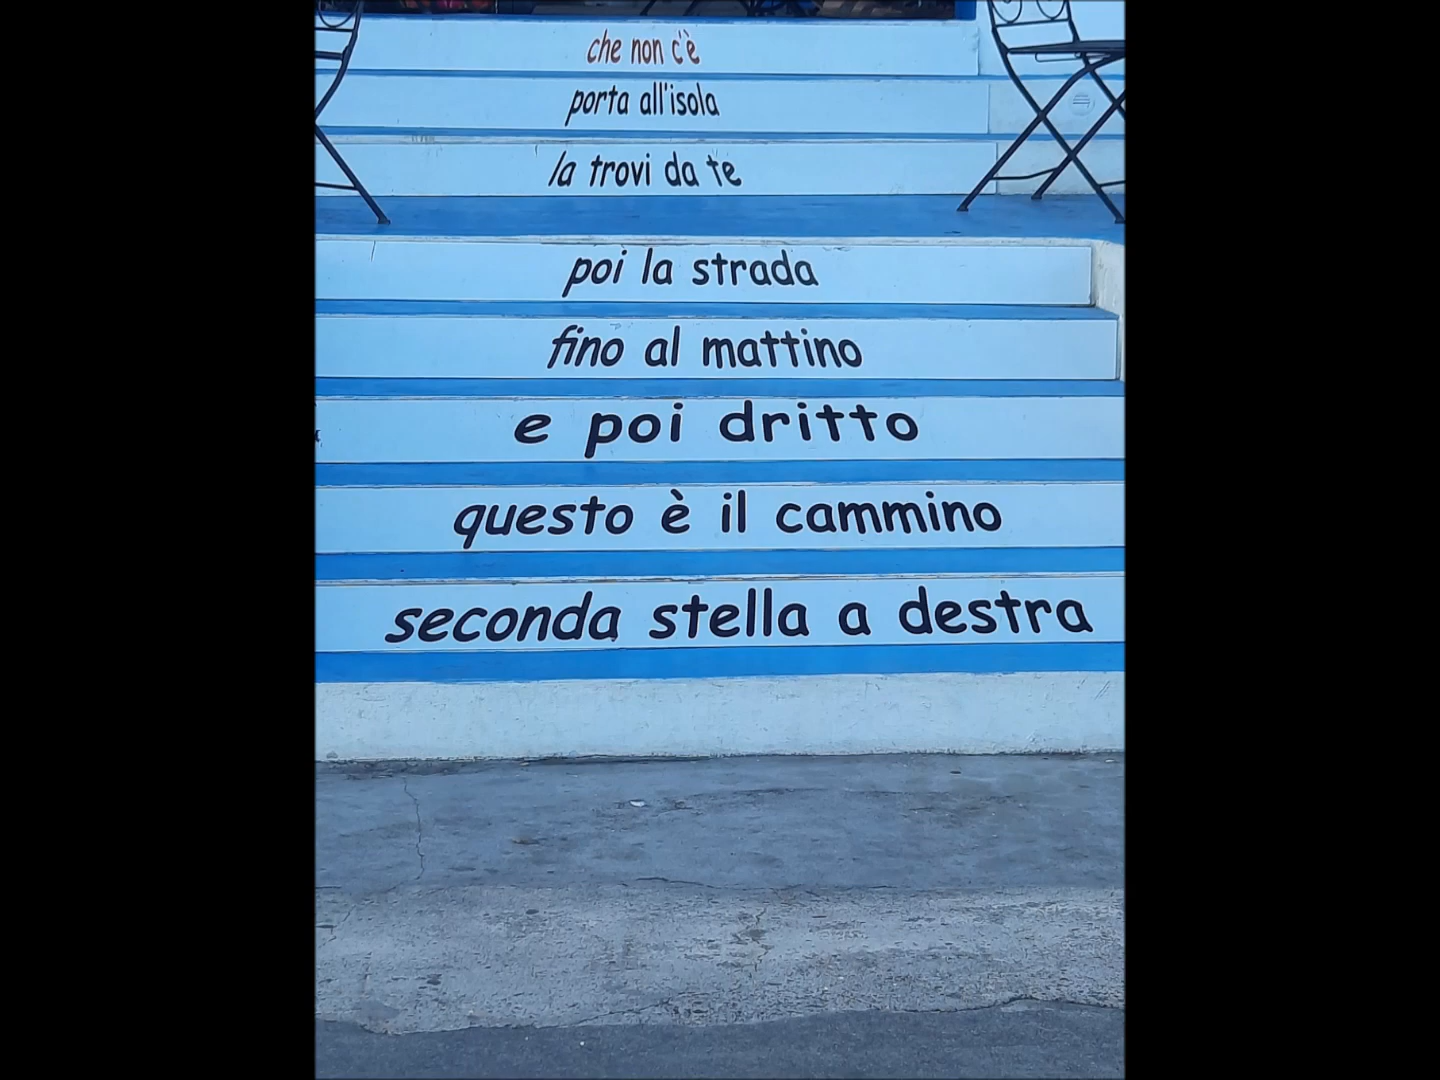 che non c'è
porta all'isola
la trovi da te
poi la strada
fino al mattino
e poi dritto
questo è il cammino
seconda stella a destra